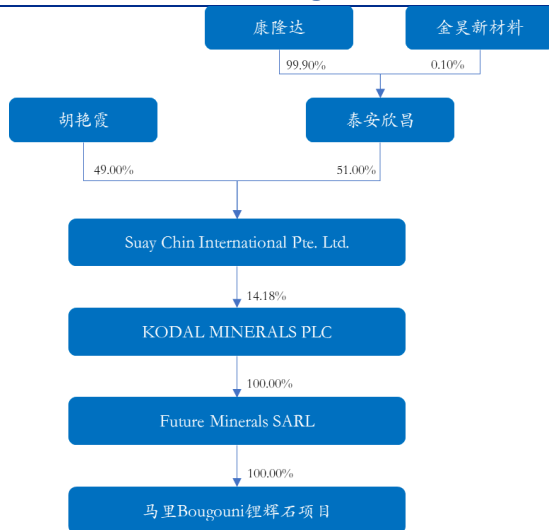 康隆达
金昊新材料
99.90%
0.10%
胡艳霞
泰安欣昌
49.00%
51.00%
Suay Chin International Pte. Ltd.
14.18%
KODAL MINERALS PLC
100.00%
Future Minerals SARL
100.00%
马里Bougouni锂辉石项目